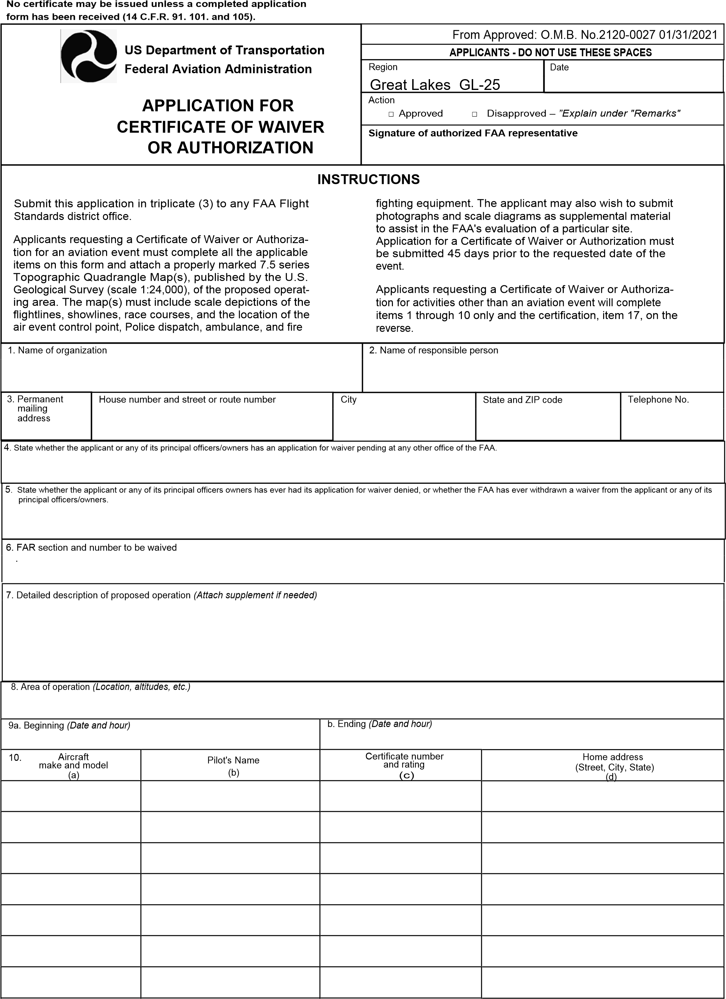 No certificate may be issued unless a completed application
form has been received (14 C.F.R. 91. 101. and 105).
US Department of Transportation
Federal Aviation Administration
APPLICATION FOR
CERTIFICATE OF WAIVER
OR AUTHORIZATION
From Approved: O.M.B. No.2120-0027 01/31/2021
APPLICANTS - DO NOT USE THESE SPACES
Region
Great Lakes GL-25
Date
Action
□ Approved □ Disapproved – ”Explain under "Remarks"
Signature of authorized FAA representative
INSTRUCTIONS
Submit this application in triplicate (3) to any FAA Flight
Standards district office.
Applicants requesting a Certificate of Waiver or Authoriza-
tion for an aviation event must complete all the applicable
items on this form and attach a properly marked 7.5 series
Topographic Quadrangle Map(s), published by the U.S.
Geological Survey (scale 1:24,000), of the proposed operat-
ing area. The map(s) must include scale depictions of the
flightlines, showlines, race courses, and the location of the
air event control point, Police dispatch, ambulance, and fire
fighting equipment. The applicant may also wish to submit
photographs and scale diagrams as supplemental material
to assist in the FAA's evaluation of a particular site.
Application for a Certificate of Waiver or Authorization must
be submitted 45 days prior to the requested date of the
event.
Applicants requesting a Certificate of Waiver or Authoriza-
tion for activities other than an aviation event will complete
items 1 through 10 only and the certification, item 17, on the
reverse.
1. Name of organization
2. Name of responsible person
3. Permanent
mailing
address
House number and street or route number
City
State and ZIP code
Telephone No.
4. State whether the applicant or any of its principal officers/owners has an application for waiver pending at any other office of the FAA.
5. State whether the applicant or any of its principal officers owners has ever had its application for waiver denied, or whether the FAA has ever withdrawn a waiver from the applicant or any of its
principal officers/owners.
6. FAR section and number to be waived
.
7. Detailed description of proposed operation (Attach supplement if needed)
8. Area of operation (Location, altitudes, etc.)
9a. Beginning (Date and hour)
b. Ending (Date and hour)
10. Aircraft
make and model
(a)
Pilot's Name
(b)
Certificate number
and rating
(c)
Home address
(Street, City, State)
(d)